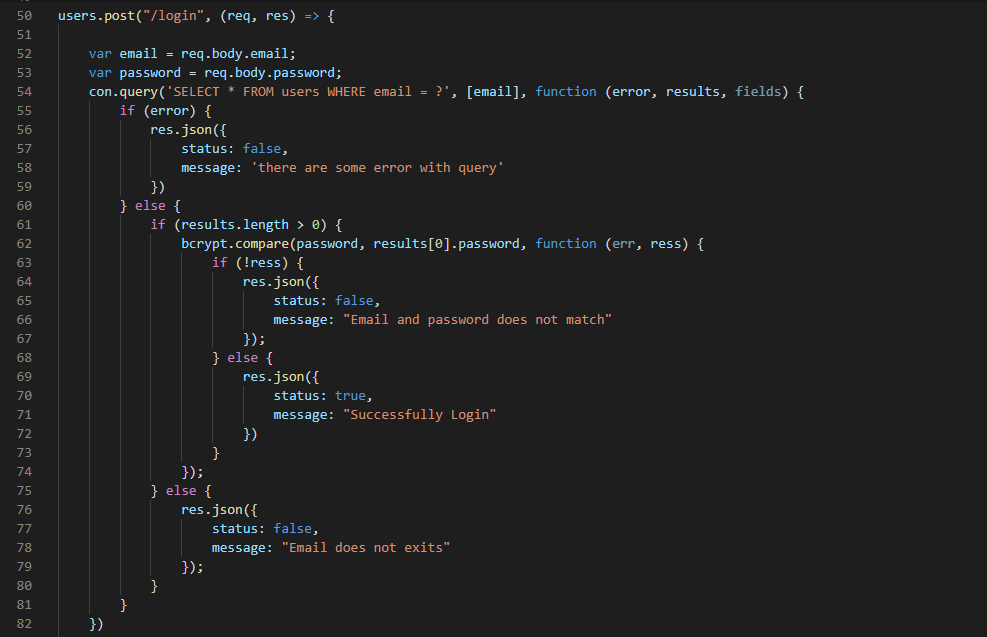 50 users.post("/login", (req, res) => {
51
52     var email = req.body.email;
53     var password = req.body.password;
54     con.query('SELECT * FROM users WHERE email = ?', [email], function (error, results, fields) {
55         if (error) {
56             res.json({
57                 status: false,
58                 message: 'there are some error with query'
59             })
60         } else {
61             if (results.length > 0) {
62                 bcrypt.compare(password, results[0].password, function (err, ress) {
63                     if (!ress) {
64                         res.json({
65                             status: false,
66                             message: "Email and password does not match"
67                         });
68                     } else {
69                         res.json({
70                             status: true,
71                             message: "Successfully Login"
72                         })
73                     }
74                 });
75             } else {
76                 res.json({
77                     status: false,
78                     message: "Email does not exits"
79                 });
80             }
81         }
82     })